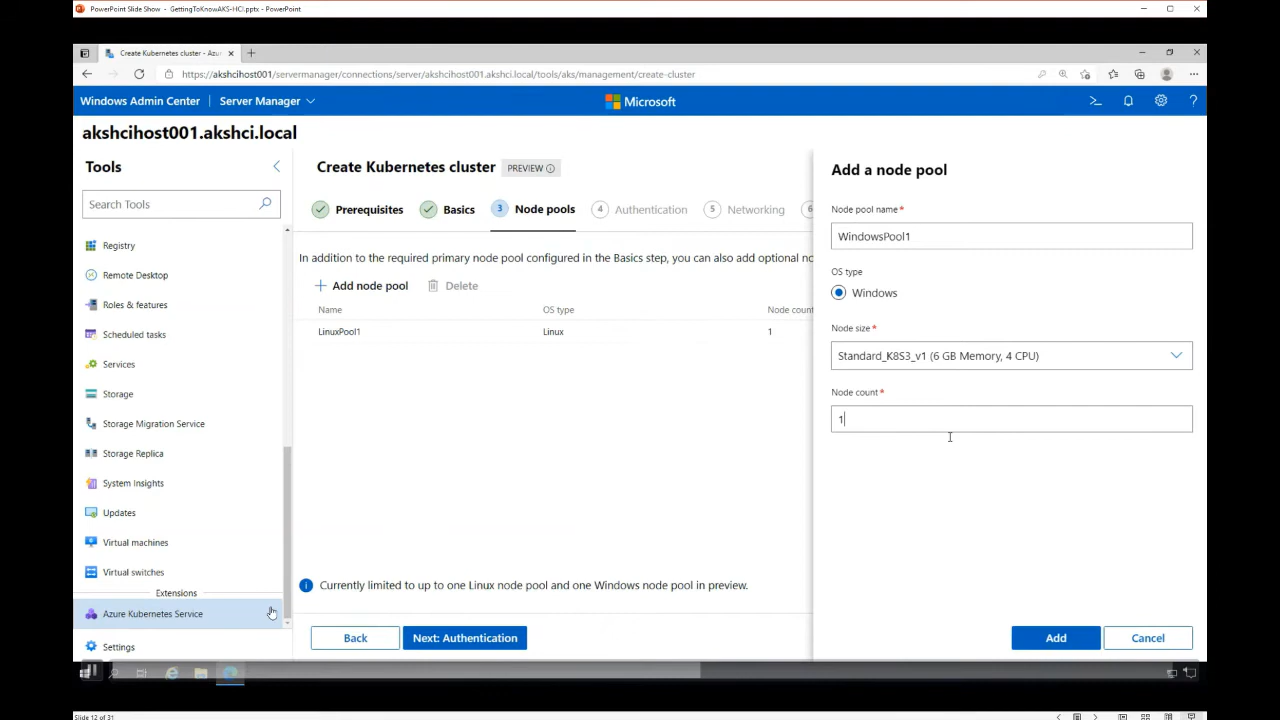 PowerPoint Slide Show - GettingToKnowAKS-HCI.pptx - PowerPoint
Create Kubernetes cluster - Azur
https://akshcihost001/servermanager/connections/server/akshcihost001.akshci.local/tools/aks/management/create-cluster
Windows Admin Center | Server Manager
Microsoft
akshcihost001.akshci.local
Tools
Search Tools
Registry
Remote Desktop
Roles & features
Scheduled tasks
Services
Storage
Storage Migration Service
Storage Replica
System Insights
Updates
Virtual machines
Virtual switches
Extensions
Azure Kubernetes Service
Settings
Create Kubernetes cluster PREVIEW
Prerequisites Basics 3 Node pools 4 Authentication 5 Networking 6
In addition to the required primary node pool configured in the Basics step, you can also add optional no
Add node pool Delete
Name OS type Node count
LinuxPool1 Linux 1
Currently limited to up to one Linux node pool and one Windows node pool in preview.
Back Next: Authentication
Add a node pool
Node pool name*
WindowsPool1
OS type
Windows
Node size*
Standard_K8S3_v1 (6 GB Memory, 4 CPU)
Node count*
1
Add Cancel
Slide 12 of 31